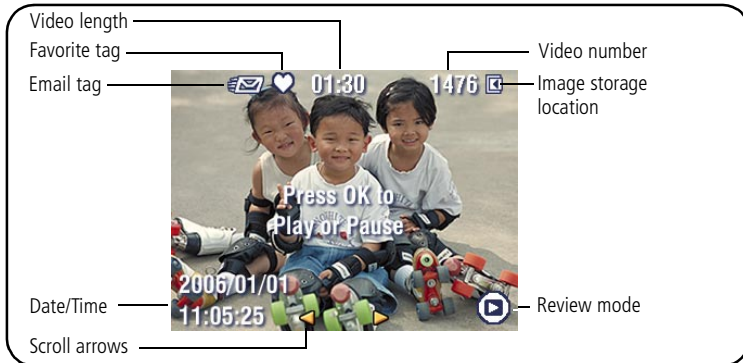 Video length
Favorite tag
Email tag
01:30
1476
Video number
Image storage
location
Press OK to
Play or Pause
2006/01/01
11:05:25
Date/Time
Review mode
Scroll arrows